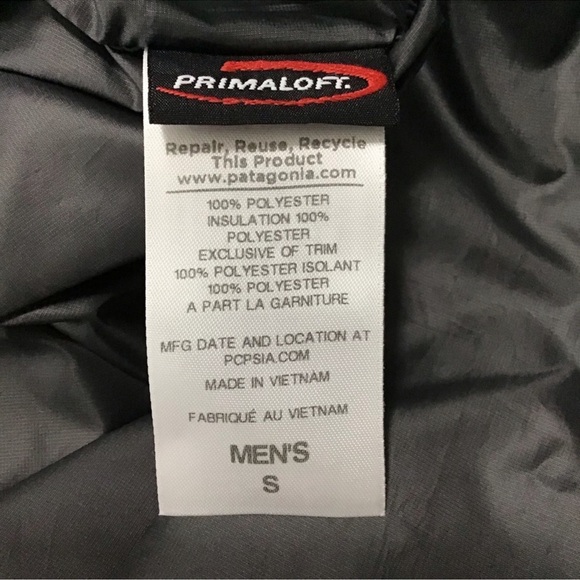 PRIMALOFT.
Repair, Reuse, Recycle
This Product
www.patagonia.com
100% POLYESTER
INSULATION 100%
POLYESTER
EXCLUSIVE OF TRIM
100% POLYESTER ISOLANT
100% POLYESTER
A PART LA GARNITURE
MFG DATE AND LOCATION AT
PCPSIA.COM
MADE IN VIETNAM
FABRIQUÉ AU VIETNAM
MEN'S
S